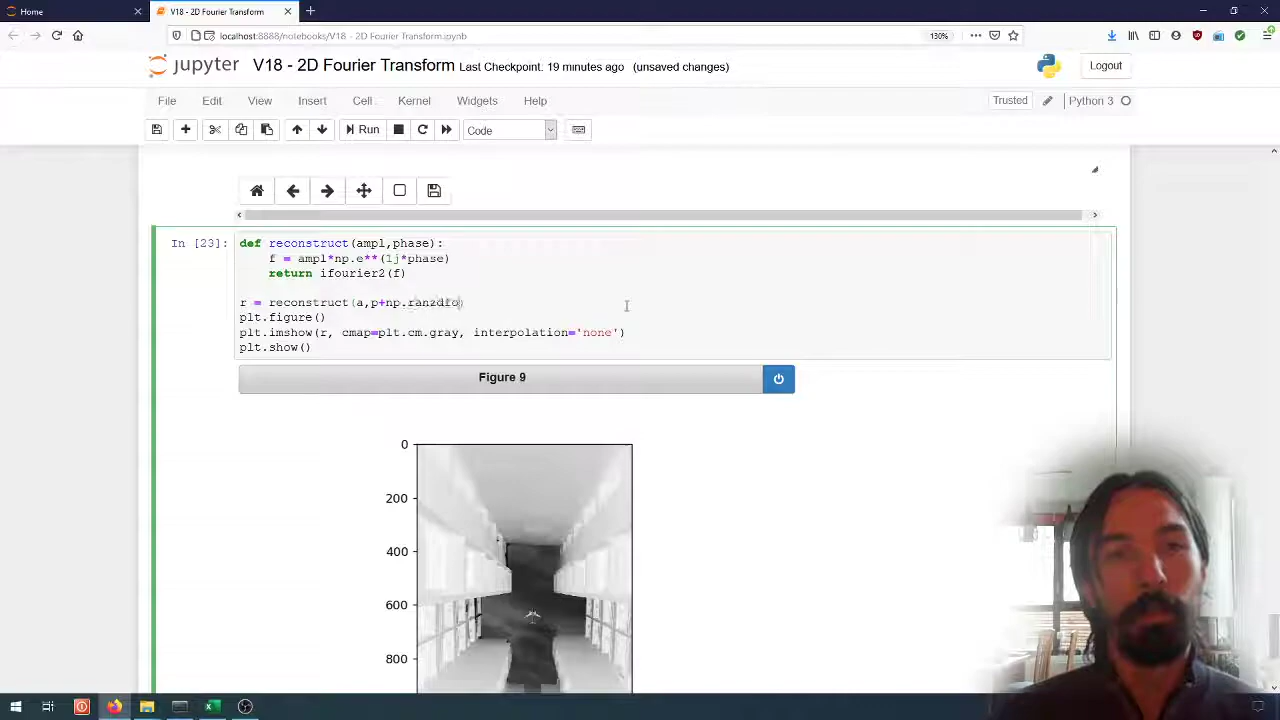 Home
V18 - 2D Fourier Transform
localhost:8888/notebooks/V18 - 2D Fourier Transform.ipynb
130%
jupyter V18 - 2D Fourier Transform Last Checkpoint: 19 minutes ago (unsaved changes)
Logout
File Edit View Insert Cell Kernel Widgets Help
Trusted Python 3
Run Code
In [23]: def reconstruct(ampl,phase):
f = ampl*np.e**(1j*phase)
return ifourier2(f)
r = reconstruct(a,
plt.figure()
plt.imshow(r, cmap=plt.cm.gray, interpolation='none')
plt.show()
Figure 9
0
200
400
600
800